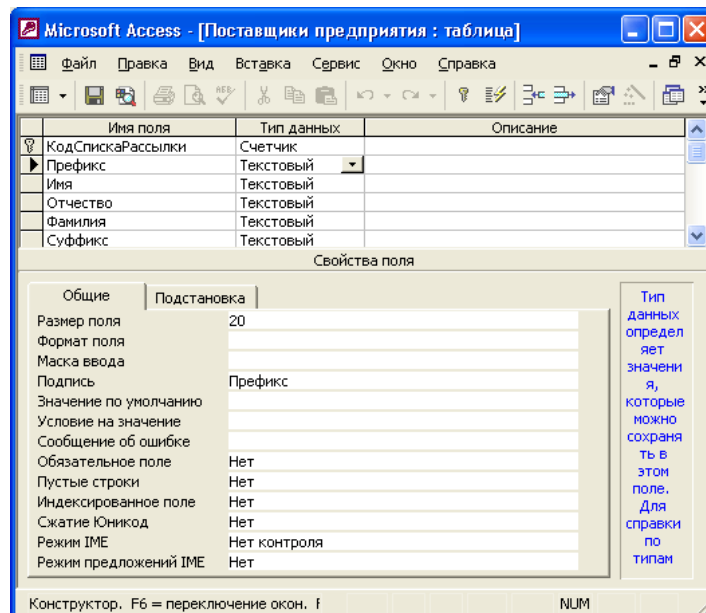 Microsoft Access - [Поставщики предприятия : таблица]
Файл Правка Вид Вставка Сервис Окно Справка
Имя поля Тип данных Описание
КодСпискаРассылки Счетчик
Префикс Текстовый
Имя Текстовый
Отчество Текстовый
Фамилия Текстовый
Суффикс Текстовый
Свойства поля
Общие Подстановка
Размер поля 20
Формат поля
Маска ввода
Подпись Префикс
Значение по умолчанию
Условие на значение
Сообщение об ошибке
Обязательное поле Нет
Пустые строки Нет
Индексированное поле Нет
Сжатие Юникод Нет
Режим IME Нет контроля
Режим предложений IME Нет
Тип
данных
определ
яет
значени
я,
которые
можно
сохраня
ть в
этом
поле.
Для
справки
по
типам
Конструктор. F6 = переключение окон. F
NUM